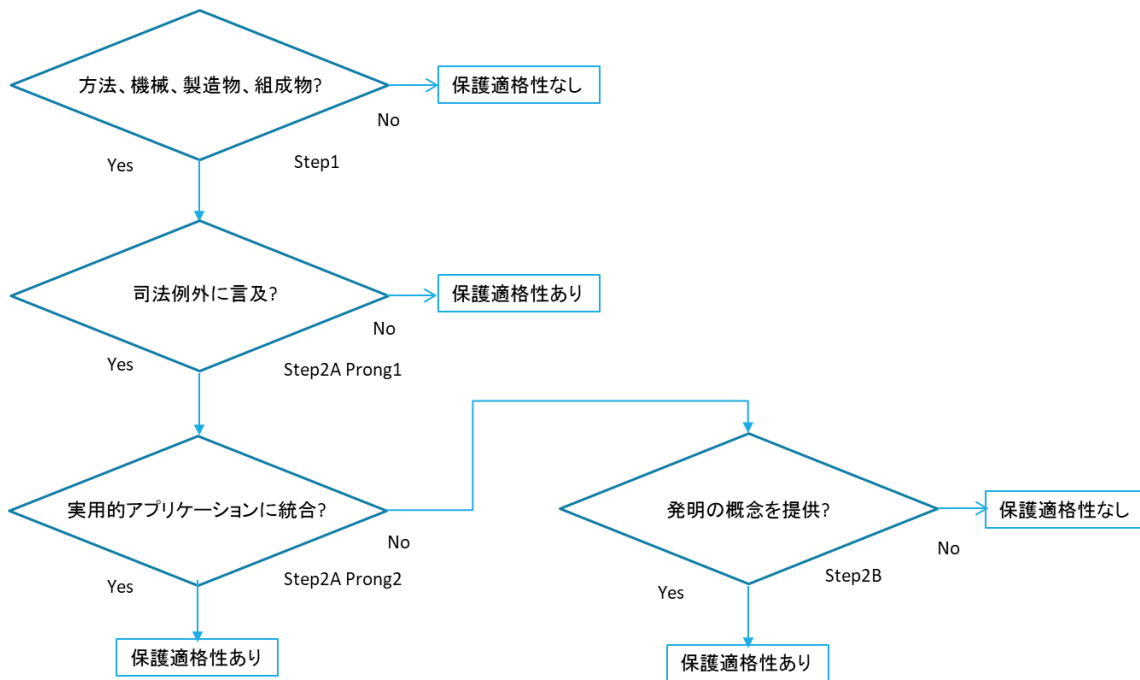 方法、機械、製造物、組成物?
保護適格性なし
No
Yes
Step1
司法例外に言及?
保護適格性あり
No
Yes
Step2A Prong1
実用的アプリケーションに統合?
No
Yes
Step2A Prong2
保護適格性あり
発明の概念を提供?
保護適格性なし
No
Step2B
Yes
保護適格性あり